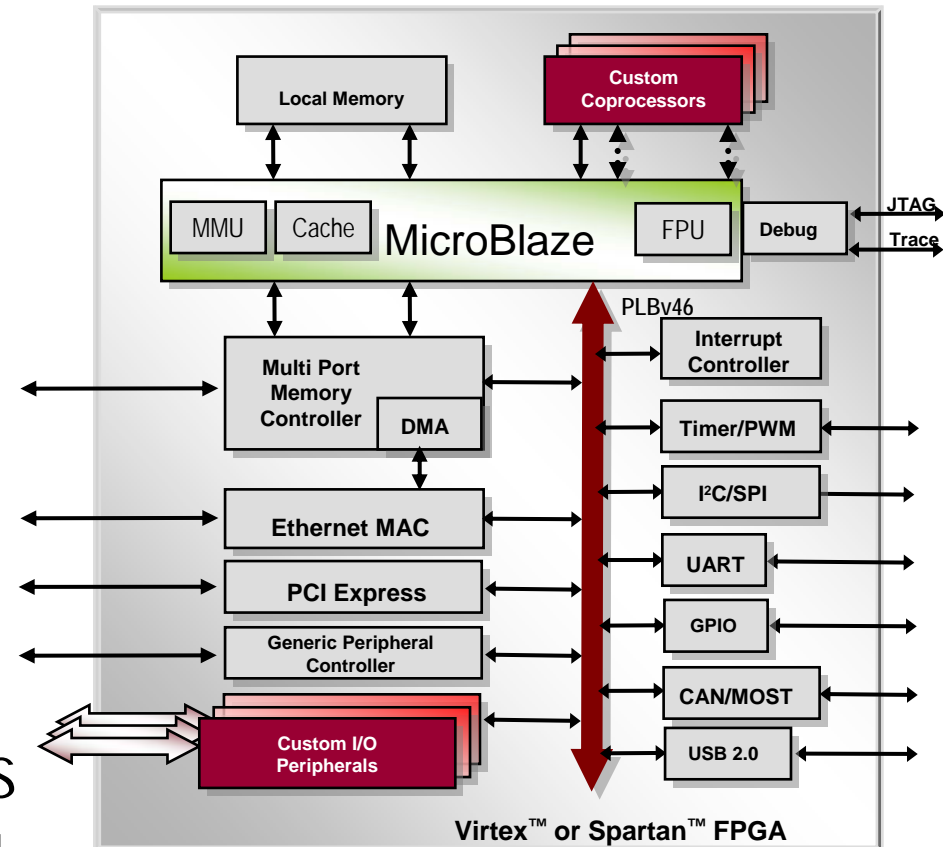 Local Memory
Custom
Coprocessors
MMU
Cache
MicroBlaze
FPU
Debug
JTAG
Trace
PLBv46
Multi Port
Memory
Controller
DMA
Interrupt
Controller
Timer/PWM
I²C/SPI
Ethernet MAC
UART
PCI Express
GPIO
Generic Peripheral
Controller
CAN/MOST
Custom I/O
Peripherals
USB 2.0
S
Virtex™ or Spartan™ FPGA